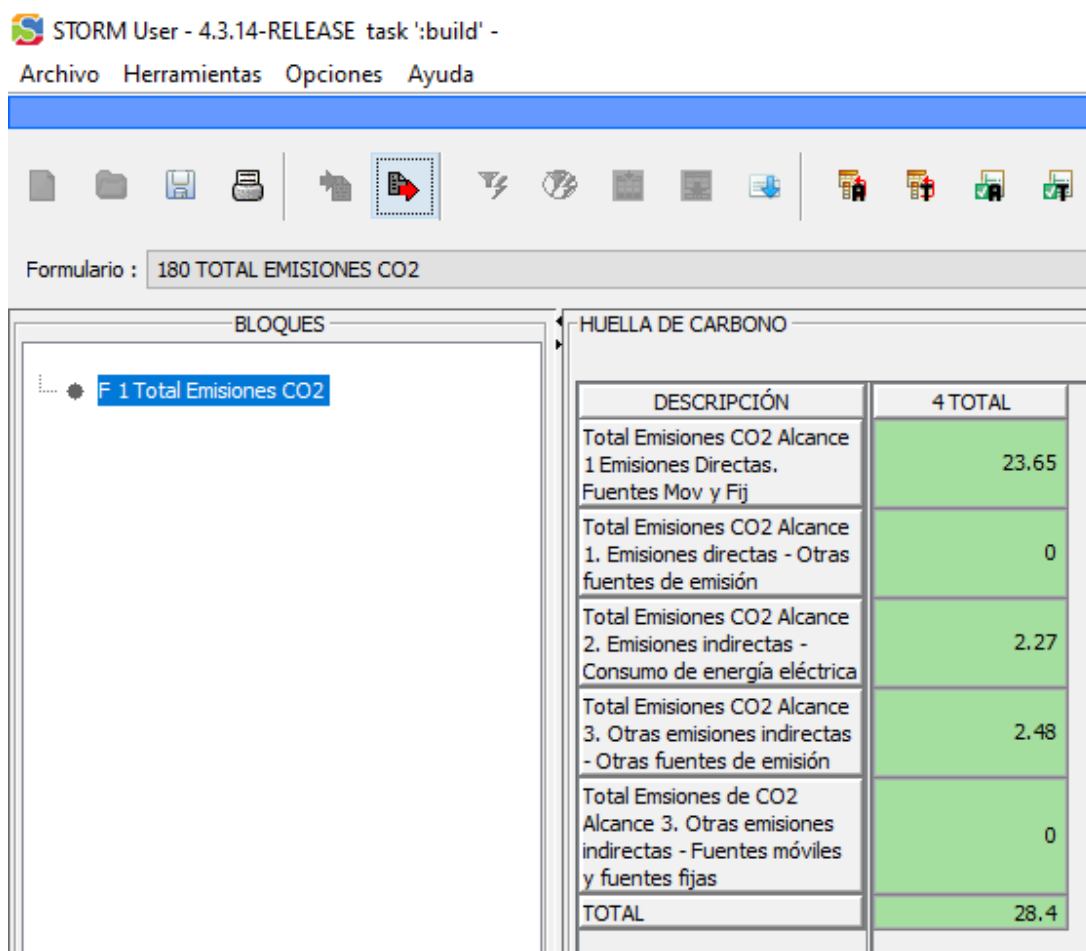 STORM User - 4.3.14-RELEASE task ':build' -
Archivo Herramientas Opciones Ayuda
Formulario : 180 TOTAL EMISIONES CO2
BLOQUES
F 1 Total Emisiones CO2
HUELLA DE CARBONO
DESCRIPCIÓN 4 TOTAL
Total Emisiones CO2 Alcance
1 Emisiones Directas. 23.65
Fuentes Mov y Fij
Total Emisiones CO2 Alcance
1. Emisiones directas - Otras 0
fuentes de emisión
Total Emisiones CO2 Alcance
2. Emisiones indirectas - 2.27
Consumo de energía eléctrica
Total Emisiones CO2 Alcance
3. Otras emisiones indirectas 2.48
- Otras fuentes de emisión
Total Emsiones de CO2
Alcance 3. Otras emisiones 0
indirectas - Fuentes móviles
y fuentes fijas
TOTAL 28.4